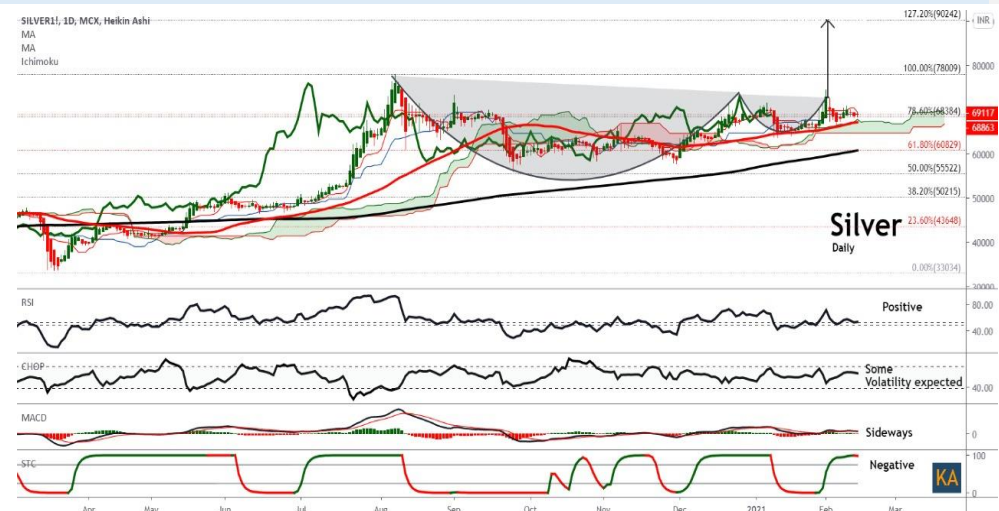 SILVER1!, 1D, MCX, Heikin Ashi
MA
MA
Ichimoku
127.20%(90242)
INR
80000
100.00%(78009)
78.60%(68384)
69117
68863
61.80%(60829)
60000
50.00%(55522)
38.20%(50215)
50000
23.60%(43648)
40000
0.00%(33034)
30000
Silver
Daily
RSI
Positive
80.00
40.00
CHOP
Some
Volatility expected
40.00
MACD
Sideways
0
STC
Negative
100
0
KA
Apr May Jun Jul Aug Sep Oct Nov Dec 2021 Feb Mar